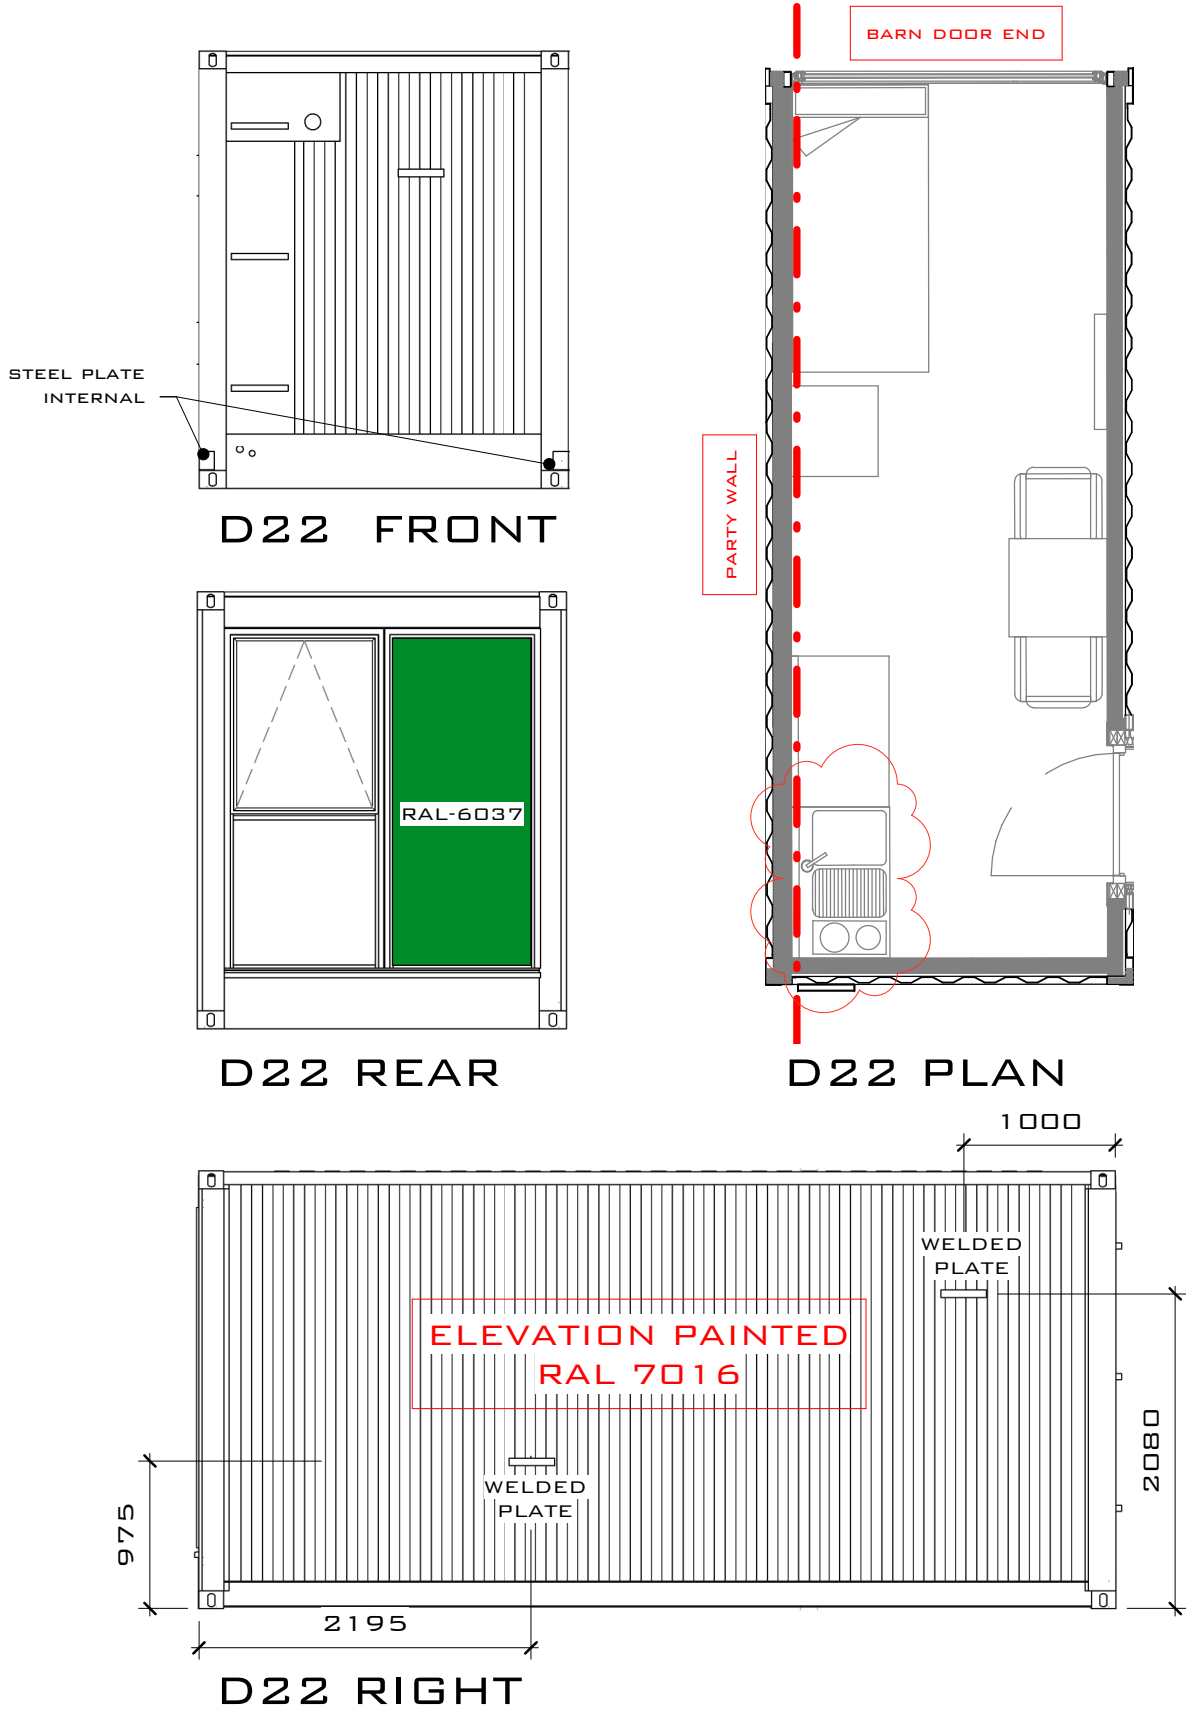 BARN DOOR END
STEEL PLATE
INTERNAL
D22 FRONT
PARTY WALL
RAL-6037
D22 REAR
D22 PLAN
1000
WELDED
PLATE
ELEVATION PAINTED
RAL 7016
2080
WELDED
PLATE
975
2195
D22 RIGHT